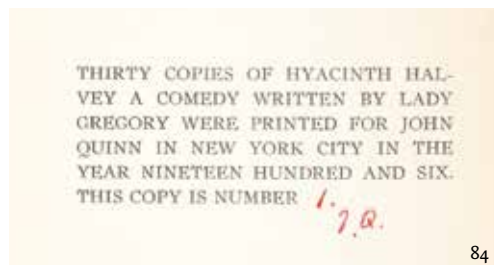 THIRTY COPIES OF HYACINTH HAL-
VEY A COMEDY WRITTEN BY LADY
GREGORY WERE PRINTED FOR JOHN
QUINN IN NEW YORK CITY IN THE
YEAR NINETEEN HUNDRED AND SIX.
THIS COPY IS NUMBER 1.
J.Q.
84